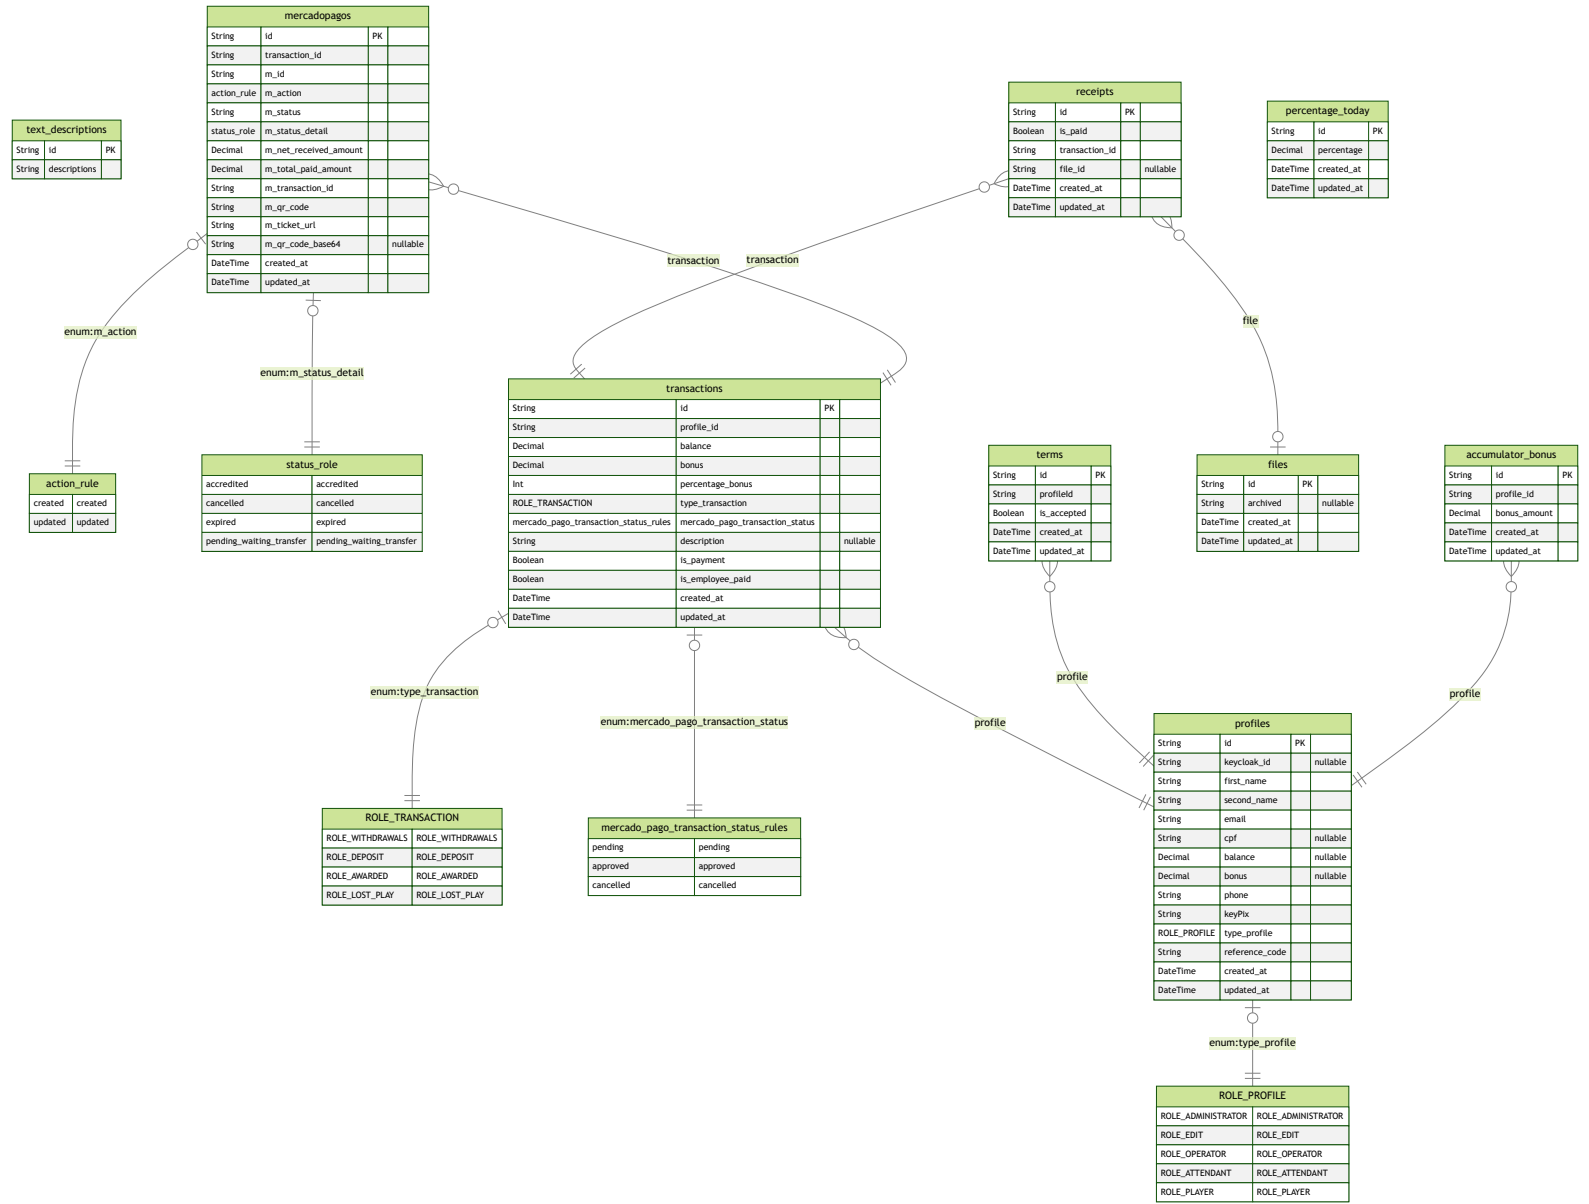 mercadopagos
String id PK
String transaction_id
String m_id
action_rule m_action
String m_status
status_role m_status_detail
Decimal m_net_received_amount
Decimal m_total_paid_amount
String m_transaction_id
String m_qr_code
String m_ticket_url
String m_qr_code_base64 nullable
DateTime created_at
DateTime updated_at
text_descriptions
String id PK
String descriptions
receipts
String id PK
Boolean is_paid
String transaction_id
String file_id nullable
DateTime created_at
DateTime updated_at
percentage_today
String id PK
Decimal percentage
DateTime created_at
DateTime updated_at
transaction
transaction
file
enum:m_action
enum:m_status_detail
action_rule
created created
updated updated
status_role
accredited accredited
cancelled cancelled
expired expired
pending_waiting_transfer pending_waiting_transfer
transactions
String id PK
String profile_id
Decimal balance
Decimal bonus
Int percentage_bonus
ROLE_TRANSACTION type_transaction
mercado_pago_transaction_status_rules mercado_pago_transaction_status
String description nullable
Boolean is_payment
Boolean is_employee_paid
DateTime created_at
DateTime updated_at
terms
String id PK
String profileId
Boolean is_accepted
DateTime created_at
DateTime updated_at
files
String id PK
String archived nullable
DateTime created_at
DateTime updated_at
accumulator_bonus
String id PK
String profile_id
Decimal bonus_amount
DateTime created_at
DateTime updated_at
enum:type_transaction
enum:mercado_pago_transaction_status
profile
profile
profile
ROLE_TRANSACTION
ROLE_WITHDRAWALS ROLE_WITHDRAWALS
ROLE_DEPOSIT ROLE_DEPOSIT
ROLE_AWARDED ROLE_AWARDED
ROLE_LOST_PLAY ROLE_LOST_PLAY
mercado_pago_transaction_status_rules
pending pending
approved approved
cancelled cancelled
profiles
String id PK
String keycloak_id nullable
String first_name
String second_name
String email
String cpf nullable
Decimal balance nullable
Decimal bonus nullable
String phone
String keyPix
ROLE_PROFILE type_profile
String reference_code
DateTime created_at
DateTime updated_at
enum:type_profile
ROLE_PROFILE
ROLE_ADMINISTRATOR ROLE_ADMINISTRATOR
ROLE_EDIT ROLE_EDIT
ROLE_OPERATOR ROLE_OPERATOR
ROLE_ATTENDANT ROLE_ATTENDANT
ROLE_PLAYER ROLE_PLAYER